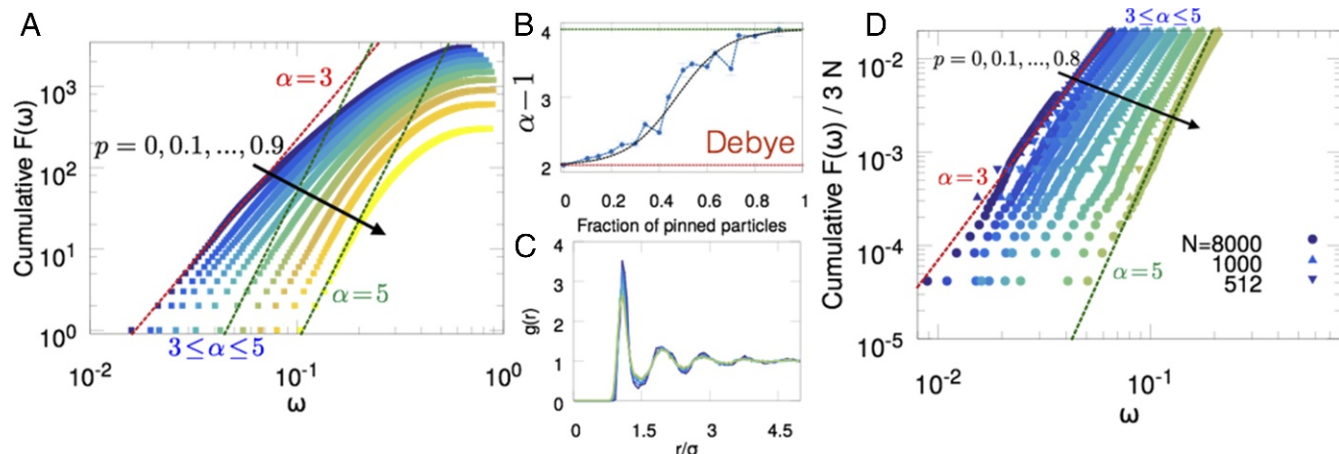 A
Cumulative F(ω)
10³
10²
10¹
10⁰
α=3
p = 0, 0.1, ..., 0.9
α=5
3≤α≤5
10⁻²
10⁻¹
10⁰
ω
B
α−1
4
3
2
Debye
0
0.2
0.4
0.6
0.8
1
Fraction of pinned particles
C
g(r)
4
3
2
1
0
0
1.5
3
4.5
r/σ
D
3≤α≤5
Cumulative F(ω) / 3 N
10⁻²
10⁻³
10⁻⁴
10⁻⁵
p = 0, 0.1, ..., 0.8
α=3
α=5
N=8000
1000
512
10⁻²
10⁻¹
ω